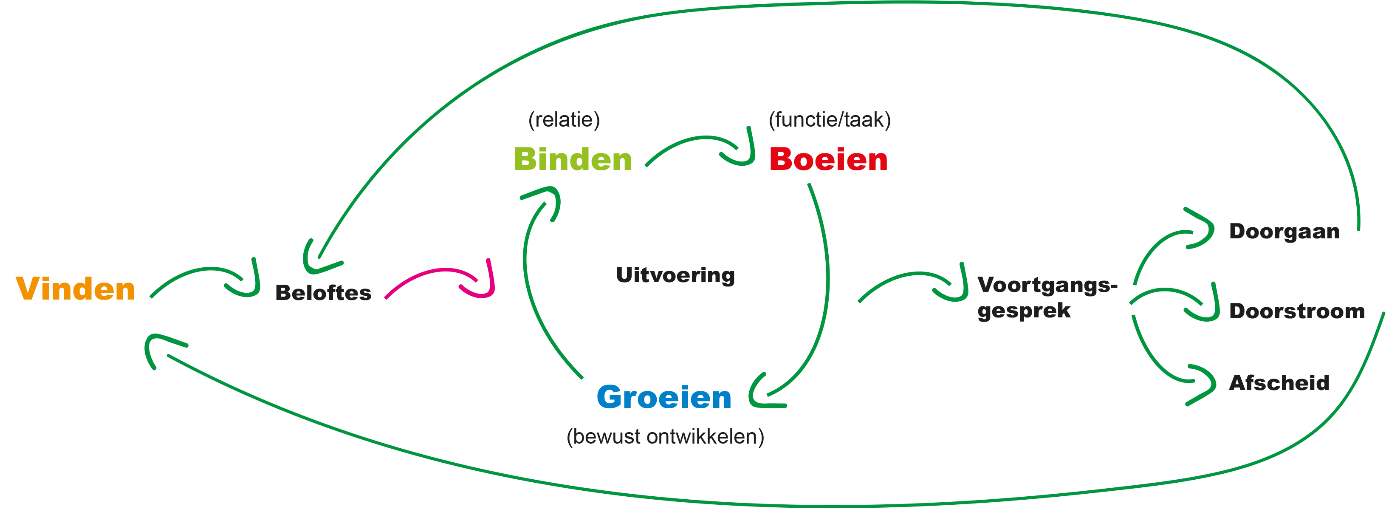 (relatie)
Binden
(functie/taak)
Boeien
Vinden
Beloftes
Uitvoering
Groeien
(bewust ontwikkelen)
Voortgangs-
gesprek
Doorgaan
Doorstroom
Afscheid